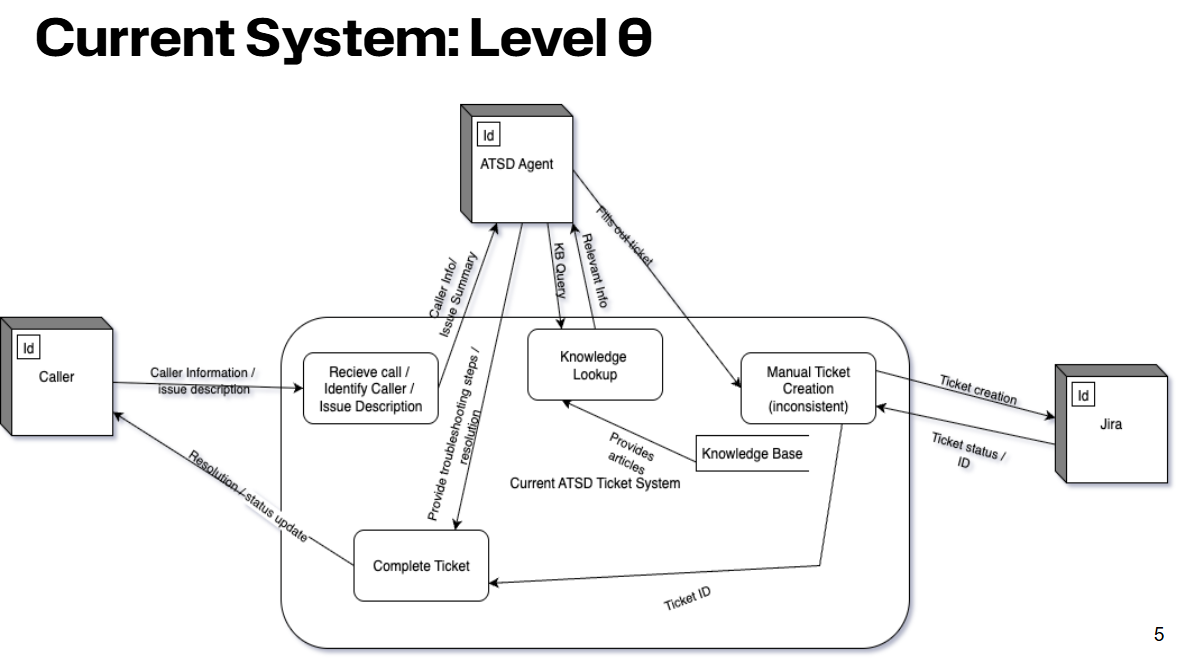 Current System: Level 0
Id
ATSD Agent
Fills out ticket
KB Query
Relevant Info
Caller Info/
Issue Summary
Id
Caller
Caller Information /
issue description
Recieve call /
Identify Caller /
Issue Description
Knowledge
Lookup
Manual Ticket
Creation
(inconsistent)
Ticket creation
Id
Jira
Ticket status /
ID
Provide troubleshooting steps /
resolution
Provides
articles
Knowledge Base
Current ATSD Ticket System
Resolution / status update
Complete Ticket
Ticket ID
5